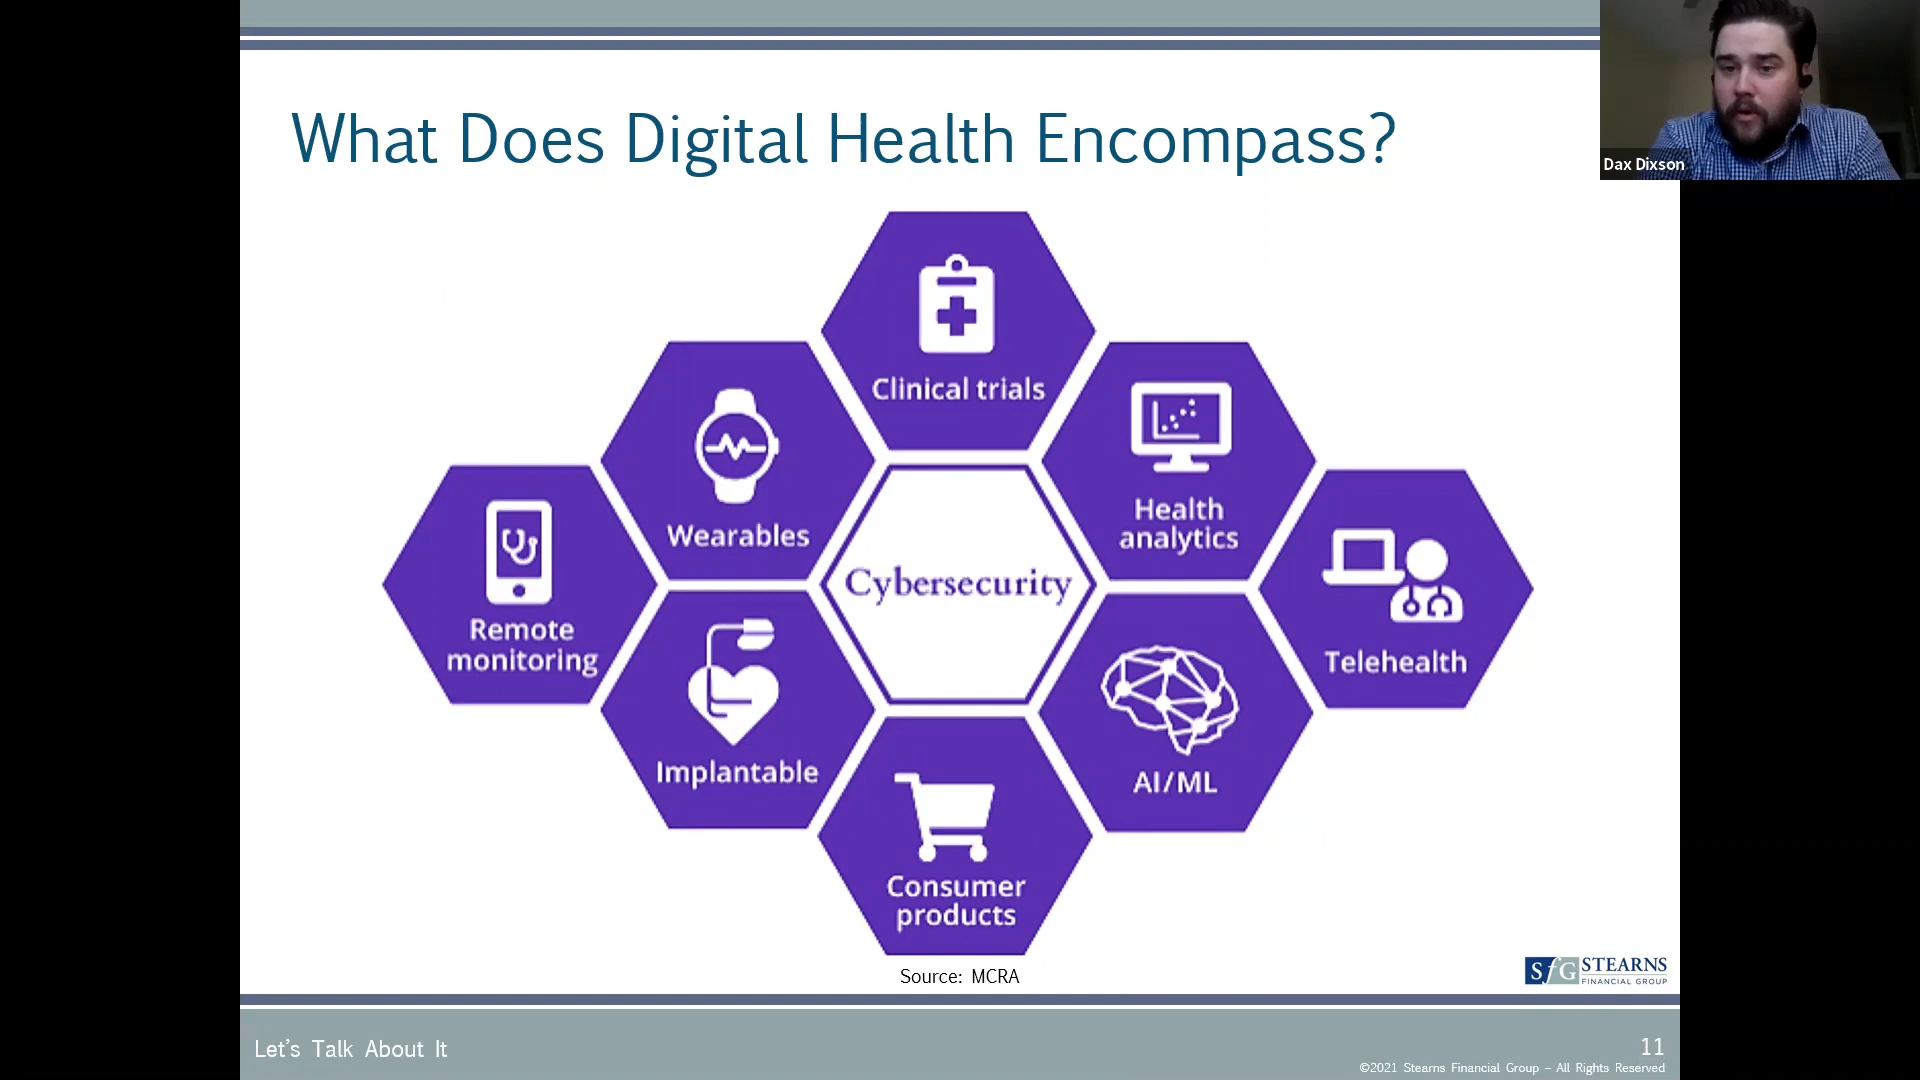 What Does Digital Health Encompass?
Dax Dixson
Clinical trials
Wearables
Health
analytics
Remote
monitoring
Cybersecurity
Telehealth
Implantable
AI/ML
Consumer
products
Source: MCRA
SfG STEARNS
FINANCIAL GROUP
Let's Talk About It
11
©2021 Stearns Financial Group – All Rights Reserved